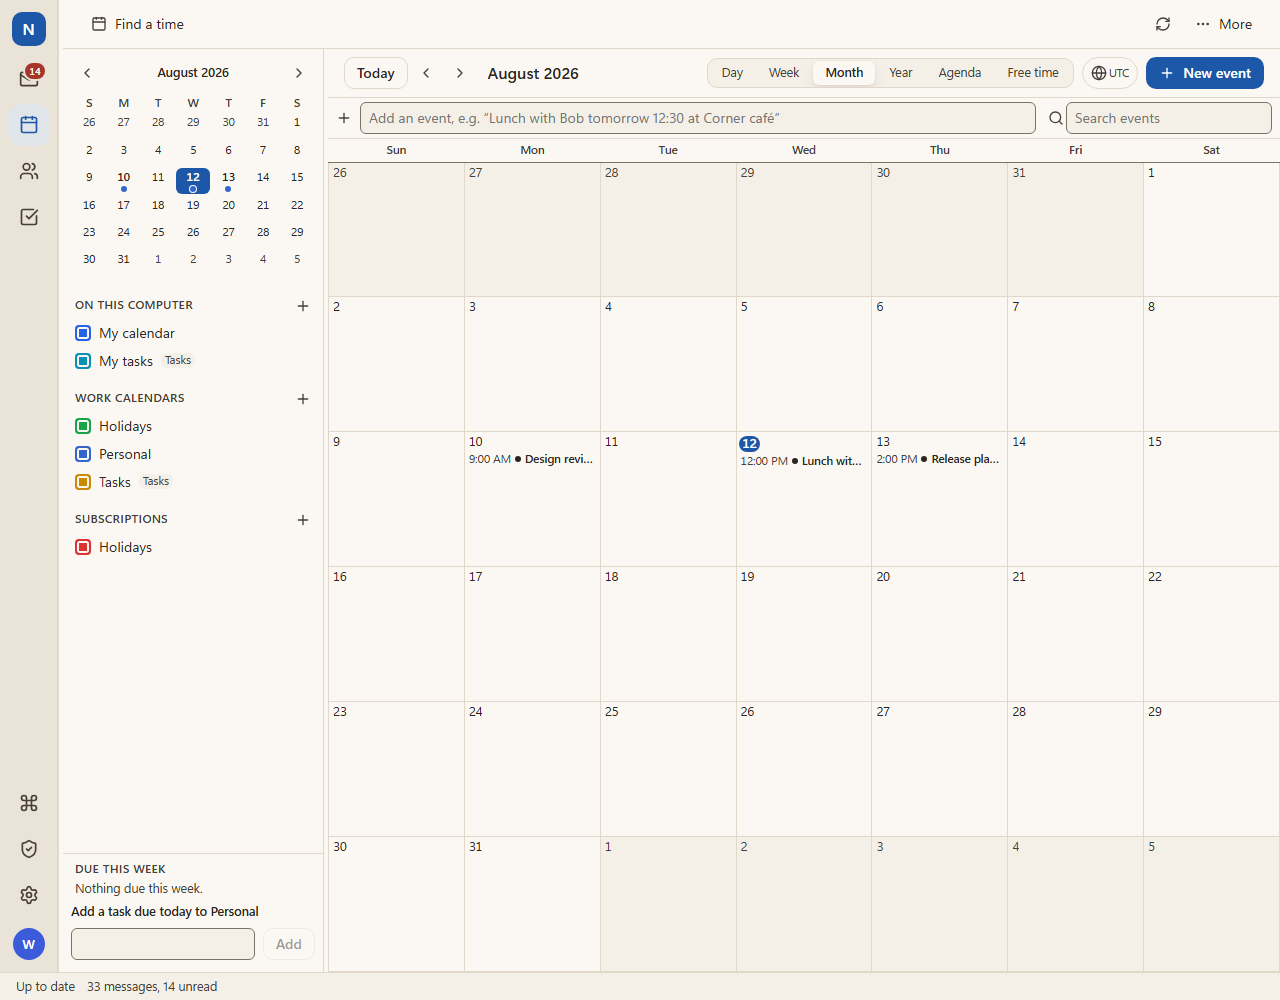 N
Find a time
More
14
August 2026
Today
August 2026
Day Week Month Year Agenda Free time
UTC
New event
Add an event, e.g. “Lunch with Bob tomorrow 12:30 at Corner café”
Search events
S M T W T F S
26 27 28 29 30 31 1
2 3 4 5 6 7 8
9 10 11 12 13 14 15
16 17 18 19 20 21 22
23 24 25 26 27 28 29
30 31 1 2 3 4 5
ON THIS COMPUTER
My calendar
My tasks Tasks
WORK CALENDARS
Holidays
Personal
Tasks Tasks
SUBSCRIPTIONS
Holidays
DUE THIS WEEK
Nothing due this week.
Add a task due today to Personal
Add
W
Sun Mon Tue Wed Thu Fri Sat
26 27 28 29 30 31 1
2 3 4 5 6 7 8
9 10 11 12 13 14 15
9:00 AM Design revi...
12:00 PM Lunch wit...
2:00 PM Release pla...
16 17 18 19 20 21 22
23 24 25 26 27 28 29
30 31 1 2 3 4 5
Up to date 33 messages, 14 unread